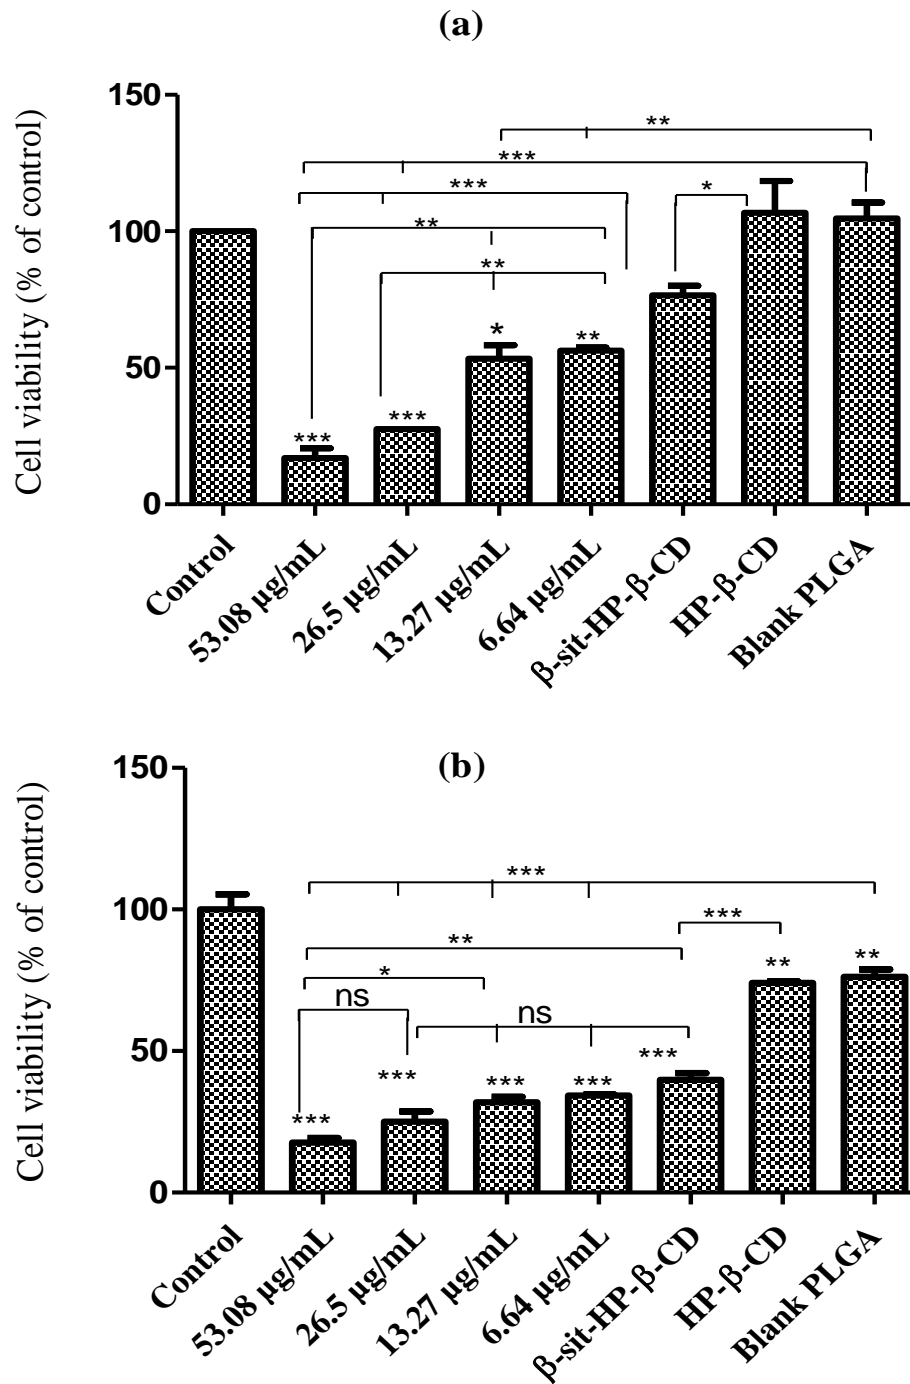 (a)
Cell viability (% of control)
150
100
50
0
**
***
***
*
**
**
*
**
***
***
Control
53.08 µg/mL
26.5 µg/mL
13.27 µg/mL
6.64 µg/mL
β-sit-HP-β-CD
HP-β-CD
Blank PLGA
(b)
Cell viability (% of control)
150
100
50
0
***
***
**
**
**
*
ns
ns
***
***
***
***
***
Control
53.08 µg/mL
26.5 µg/mL
13.27 µg/mL
6.64 µg/mL
β-sit-HP-β-CD
HP-β-CD
Blank PLGA